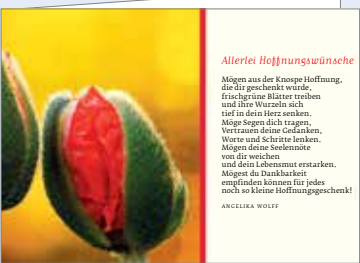 Allerlei Hoffnungswünsche
Mögen aus der Knospe Hoffnung,
die dir geschenkt wurde,
frischgrüne Blätter treiben
und ihre Wurzeln sich
tief in dein Herz senken.
Möge Segen dich tragen,
Vertrauen deine Gedanken,
Worte und Schritte lenken.
Mögen deine Seelennöte
von dir weichen
und dein Lebensmut erstarken.
Mögest du Dankbarkeit
empfinden können für jedes
noch so kleine Hoffnungsgeschenk!
ANGELIKA WOLFF